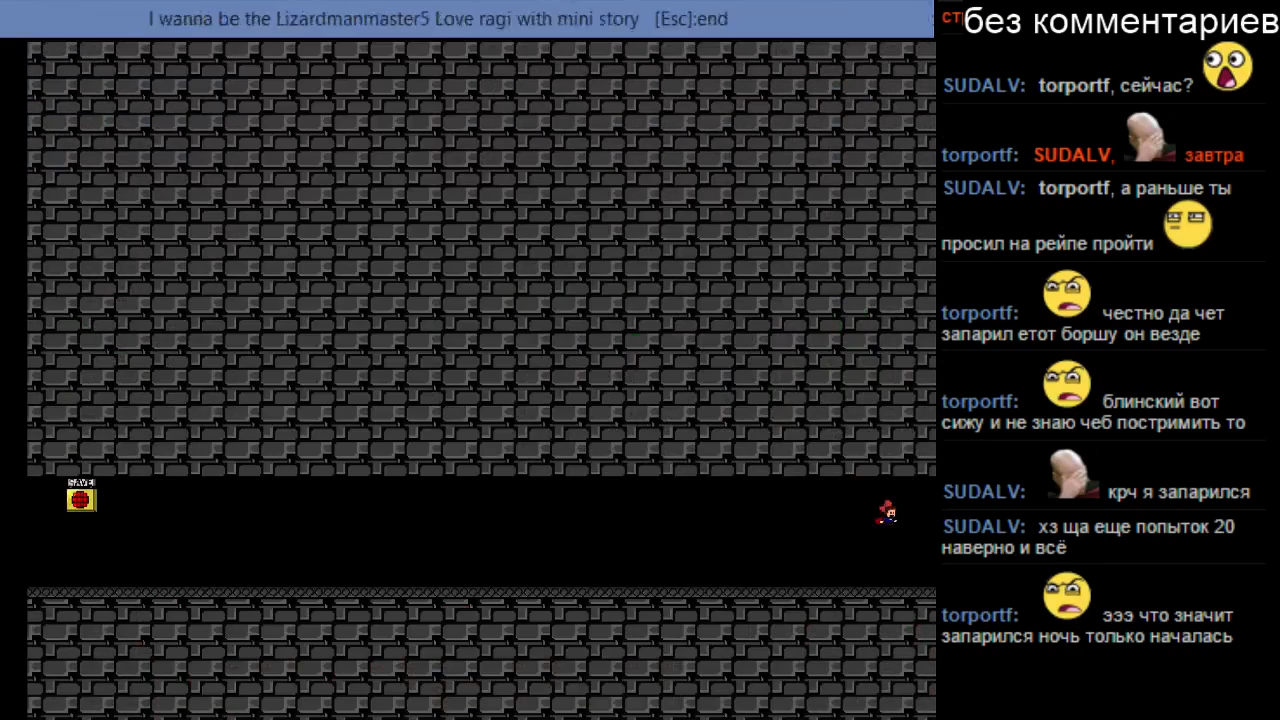 I wanna be the Lizardmanmaster5 Love ragi with mini story [Esc]:end
без комментариев
SUDALV: torportf, сейчас?
torportf: SUDALV, завтра
SUDALV: torportf, а раньше ты
просил на рейпе пройти
torportf: честно да чет
запарил етот боршу он везде
torportf: блинский вот
сижу и не знаю чеб постримить то
SUDALV: крч я запарился
SUDALV: хз ща еще попыток 20
наверно и всё
torportf: эээ что значит
запарился ночь только началась
SAVE!